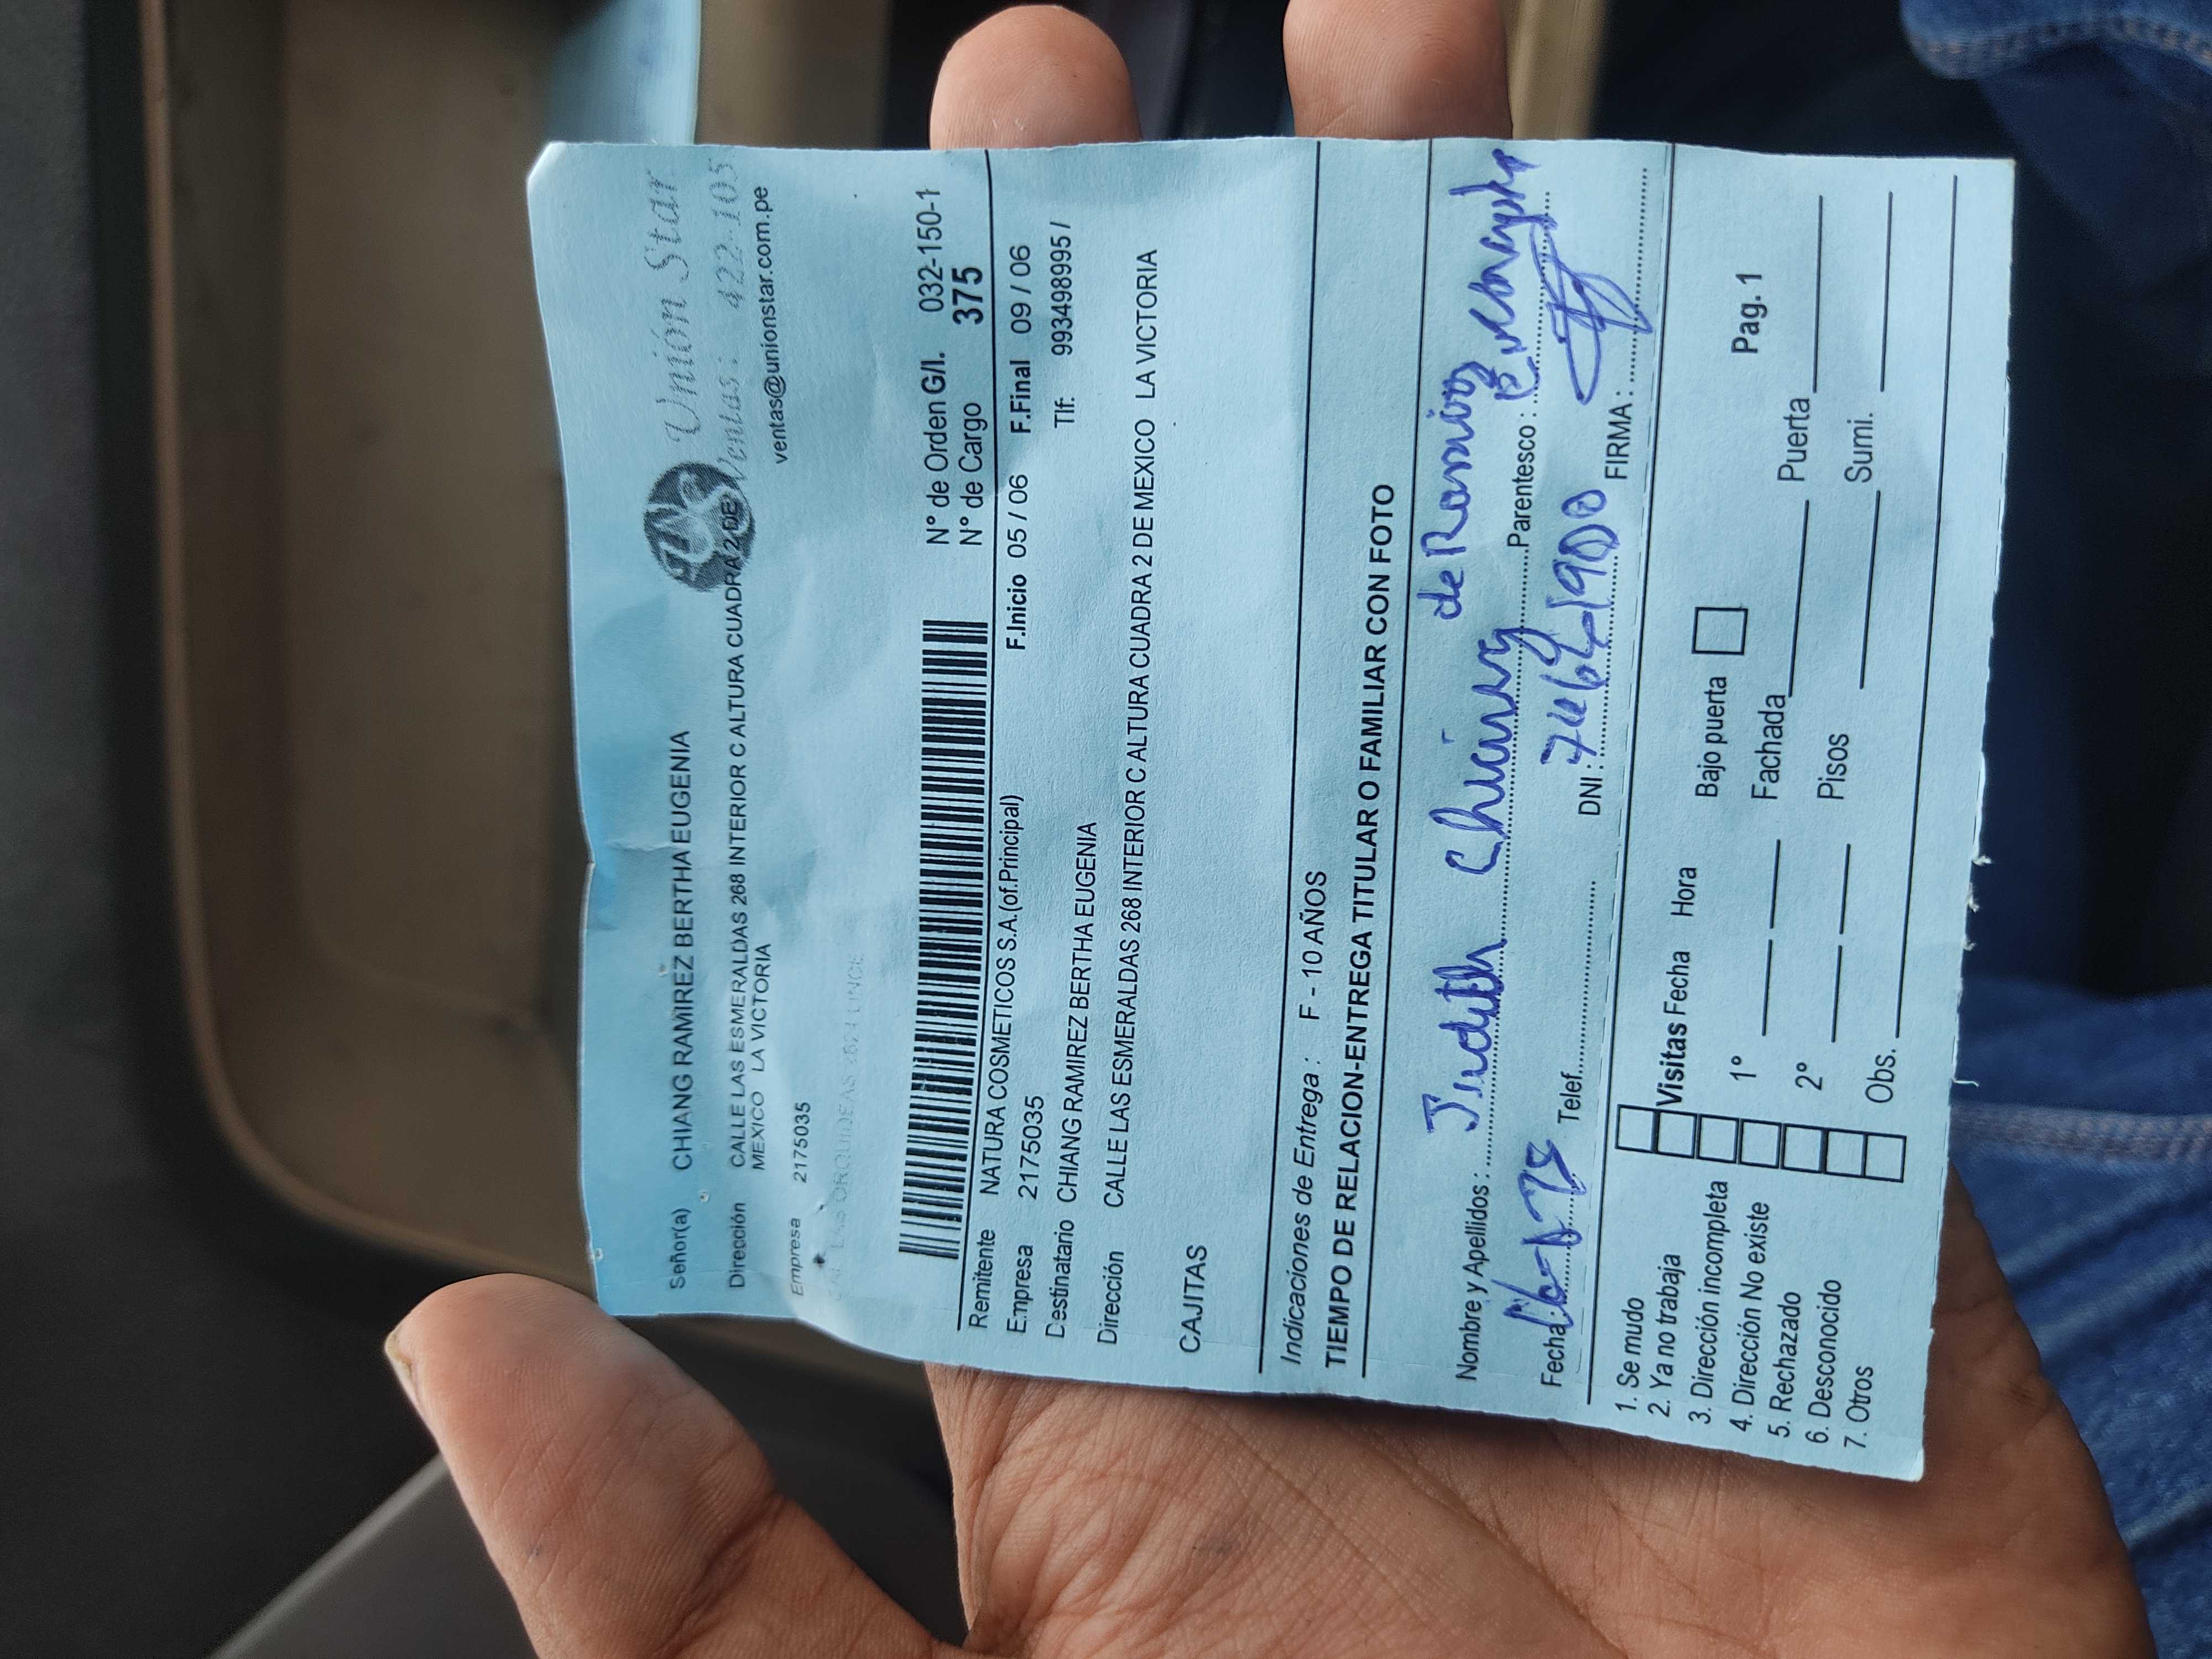 Unión Star
Ventas: 422-105
ventas@unionstar.com.pe
Señor(a) CHIANG RAMIREZ BERTHA EUGENIA
Dirección CALLE LAS ESMERALDAS 268 INTERIOR C ALTURA CUADRA 2 DE
MEXICO LA VICTORIA
Empresa 2175035
N° de Orden G/I. 032-150-1
N° de Cargo 375
Remitente NATURA COSMETICOS S.A.(of.Principal)
Empresa 2175035 F.Inicio 05 / 06 F.Final 09 / 06
Destinatario CHIANG RAMIREZ BERTHA EUGENIA Tlf. 993498995 /
Dirección CALLE LAS ESMERALDAS 268 INTERIOR C ALTURA CUADRA 2 DE MEXICO LA VICTORIA
CAJITAS
Indicaciones de Entrega : F - 10 AÑOS
TIEMPO DE RELACION-ENTREGA TITULAR O FAMILIAR CON FOTO
Nombre y Apellidos : Judith Chiang de Ramirez
Parentesco :
Fecha: Telef. DNI : FIRMA :
1. Se mudo
2. Ya no trabaja
3. Dirección incompleta
4. Dirección No existe
5. Rechazado
6. Desconocido
7. Otros
Visitas Fecha Hora Bajo puerta Pag. 1
1° Fachada Puerta
2° Pisos Sumi.
Obs.